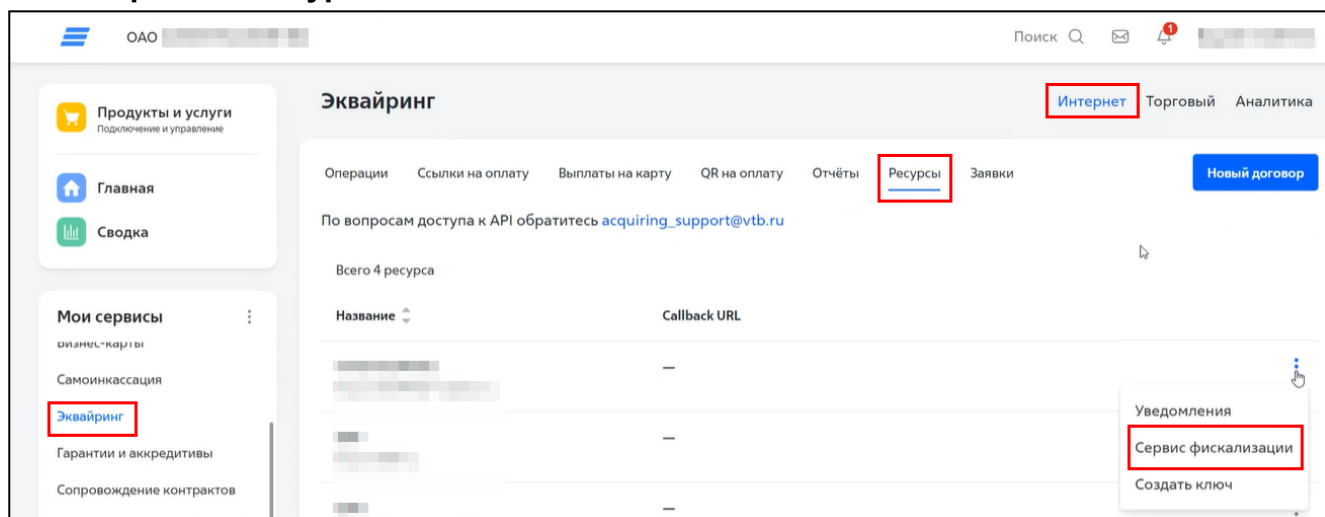 ОАО
Поиск
1
Продукты и услуги
Подключение и управление
Главная
Сводка
Мои сервисы
Бизнес-карты
Самоинкассация
Эквайринг
Гарантии и аккредитивы
Сопровождение контрактов
Эквайринг
Интернет Торговый Аналитика
Операции Ссылки на оплату Выплаты на карту QR на оплату Отчёты Ресурсы Заявки Новый договор
По вопросам доступа к API обратитесь acquiring_support@vtb.ru
Всего 4 ресурса
Название Callback URL
—
—
—
Уведомления
Сервис фискализации
Создать ключ